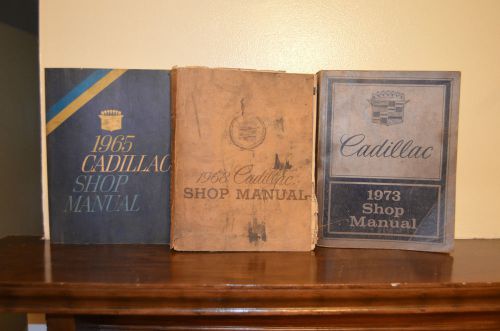 1965
CADILLAC
SHOP
MANUAL
1968 Cadillac
SHOP MANUAL
Cadillac
1973
Shop
Manual